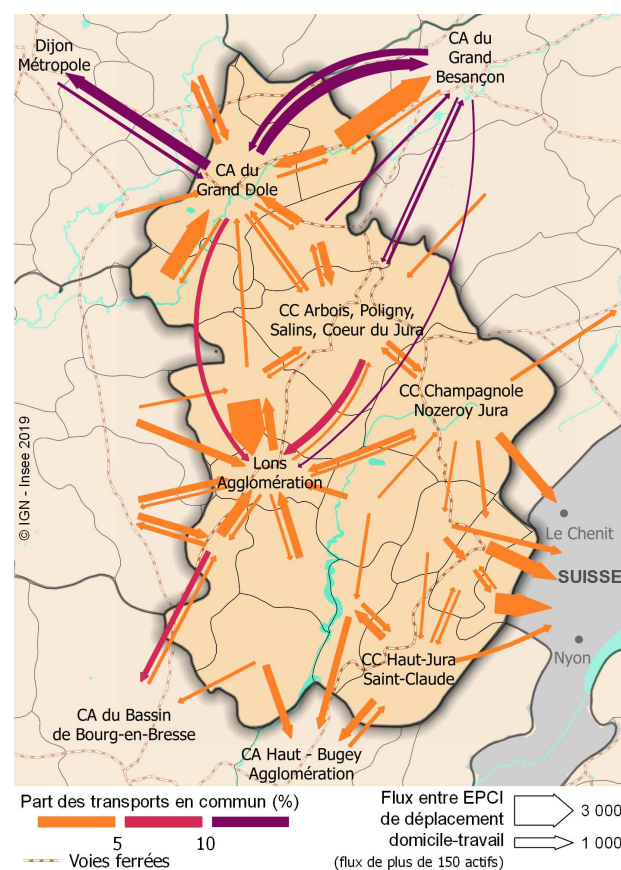 Dijon
Métropole
CA du
Grand
Besançon
CA du
Grand Dole
CC Arbois, Poligny,
Salins, Coeur du Jura
CC Champagnole
Nozeroy Jura
© IGN - Insee 2019
Lons
Agglomération
Le Chenit
SUISSE
Nyon
CC Haut-Jura
Saint-Claude
CA du Bassin
de Bourg-en-Bresse
CA Haut - Bugey
Agglomération
Part des transports en commun (%)
5 10
Voies ferrées
Flux entre EPCI
de déplacement
domicile-travail
(flux de plus de 150 actifs)
3 000
1 000